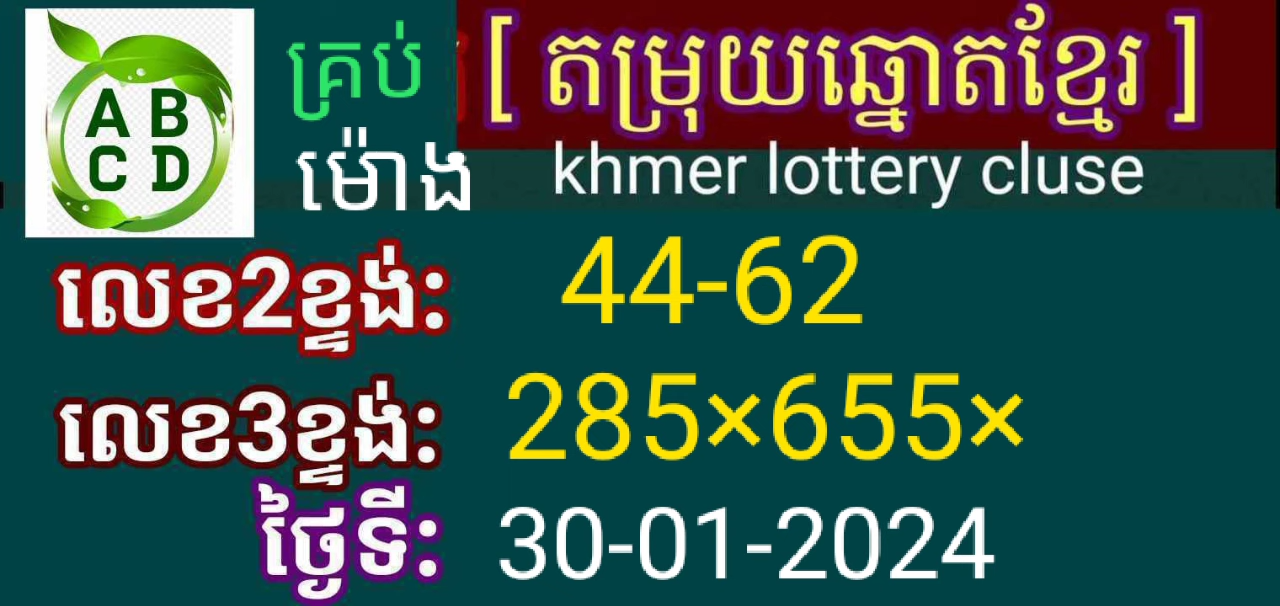 A B
C D
គ្រប់
ម៉ោង
[ តម្រុយឆ្នោតខ្មែរ ]
khmer lottery cluse
លេខ2ខ្ទង់: 44-62
លេខ3ខ្ទង់: 285×655×
ថ្ងៃទី: 30-01-2024